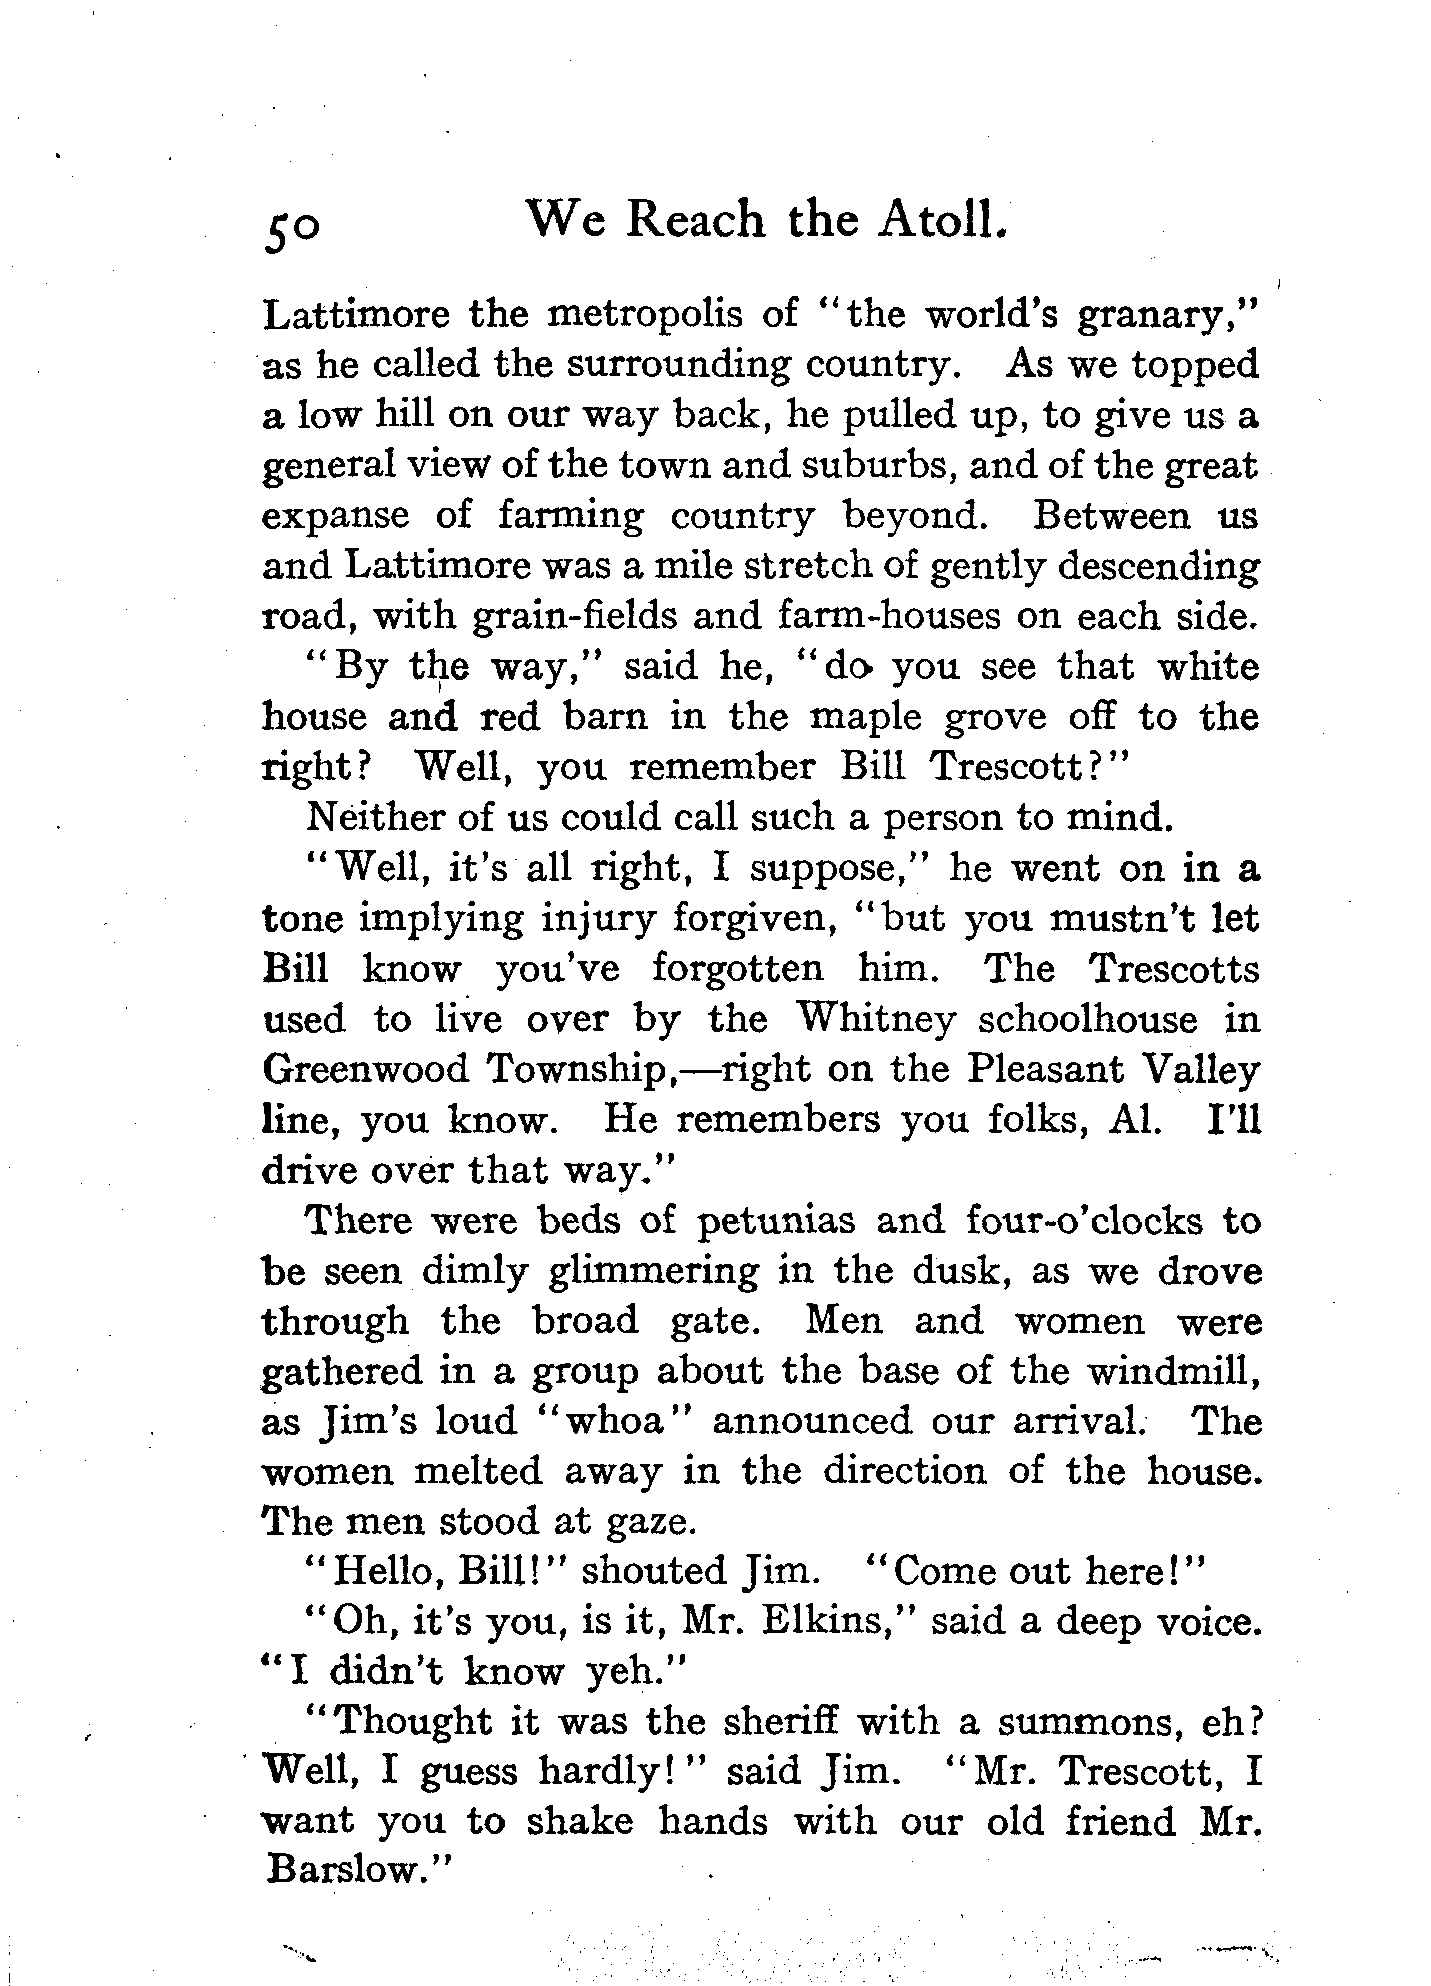 50 We Reach the Atoll.
Lattimore the metropolis of "the world's granary,"
as he called the surrounding country. As we topped
a low hill on our way back, he pulled up, to give us a
general view of the town and suburbs, and of the great
expanse of farming country beyond. Between us
and Lattimore was a mile stretch of gently descending
road, with grain-fields and farm-houses on each side.
"By the way," said he, "do you see that white
house and red barn in the maple grove off to the
right? Well, you remember Bill Trescott?"
Neither of us could call such a person to mind.
"Well, it's all right, I suppose," he went on in a
tone implying injury forgiven, "but you mustn't let
Bill know you've forgotten him. The Trescotts
used to live over by the Whitney schoolhouse in
Greenwood Township,—right on the Pleasant Valley
line, you know. He remembers you folks, Al. I'll
drive over that way."
There were beds of petunias and four-o'clocks to
be seen dimly glimmering in the dusk, as we drove
through the broad gate. Men and women were
gathered in a group about the base of the windmill,
as Jim's loud "whoa" announced our arrival. The
women melted away in the direction of the house.
The men stood at gaze.
"Hello, Bill!" shouted Jim. "Come out here!"
"Oh, it's you, is it, Mr. Elkins," said a deep voice.
"I didn't know yeh."
"Thought it was the sheriff with a summons, eh?
Well, I guess hardly!" said Jim. "Mr. Trescott, I
want you to shake hands with our old friend Mr.
Barslow."